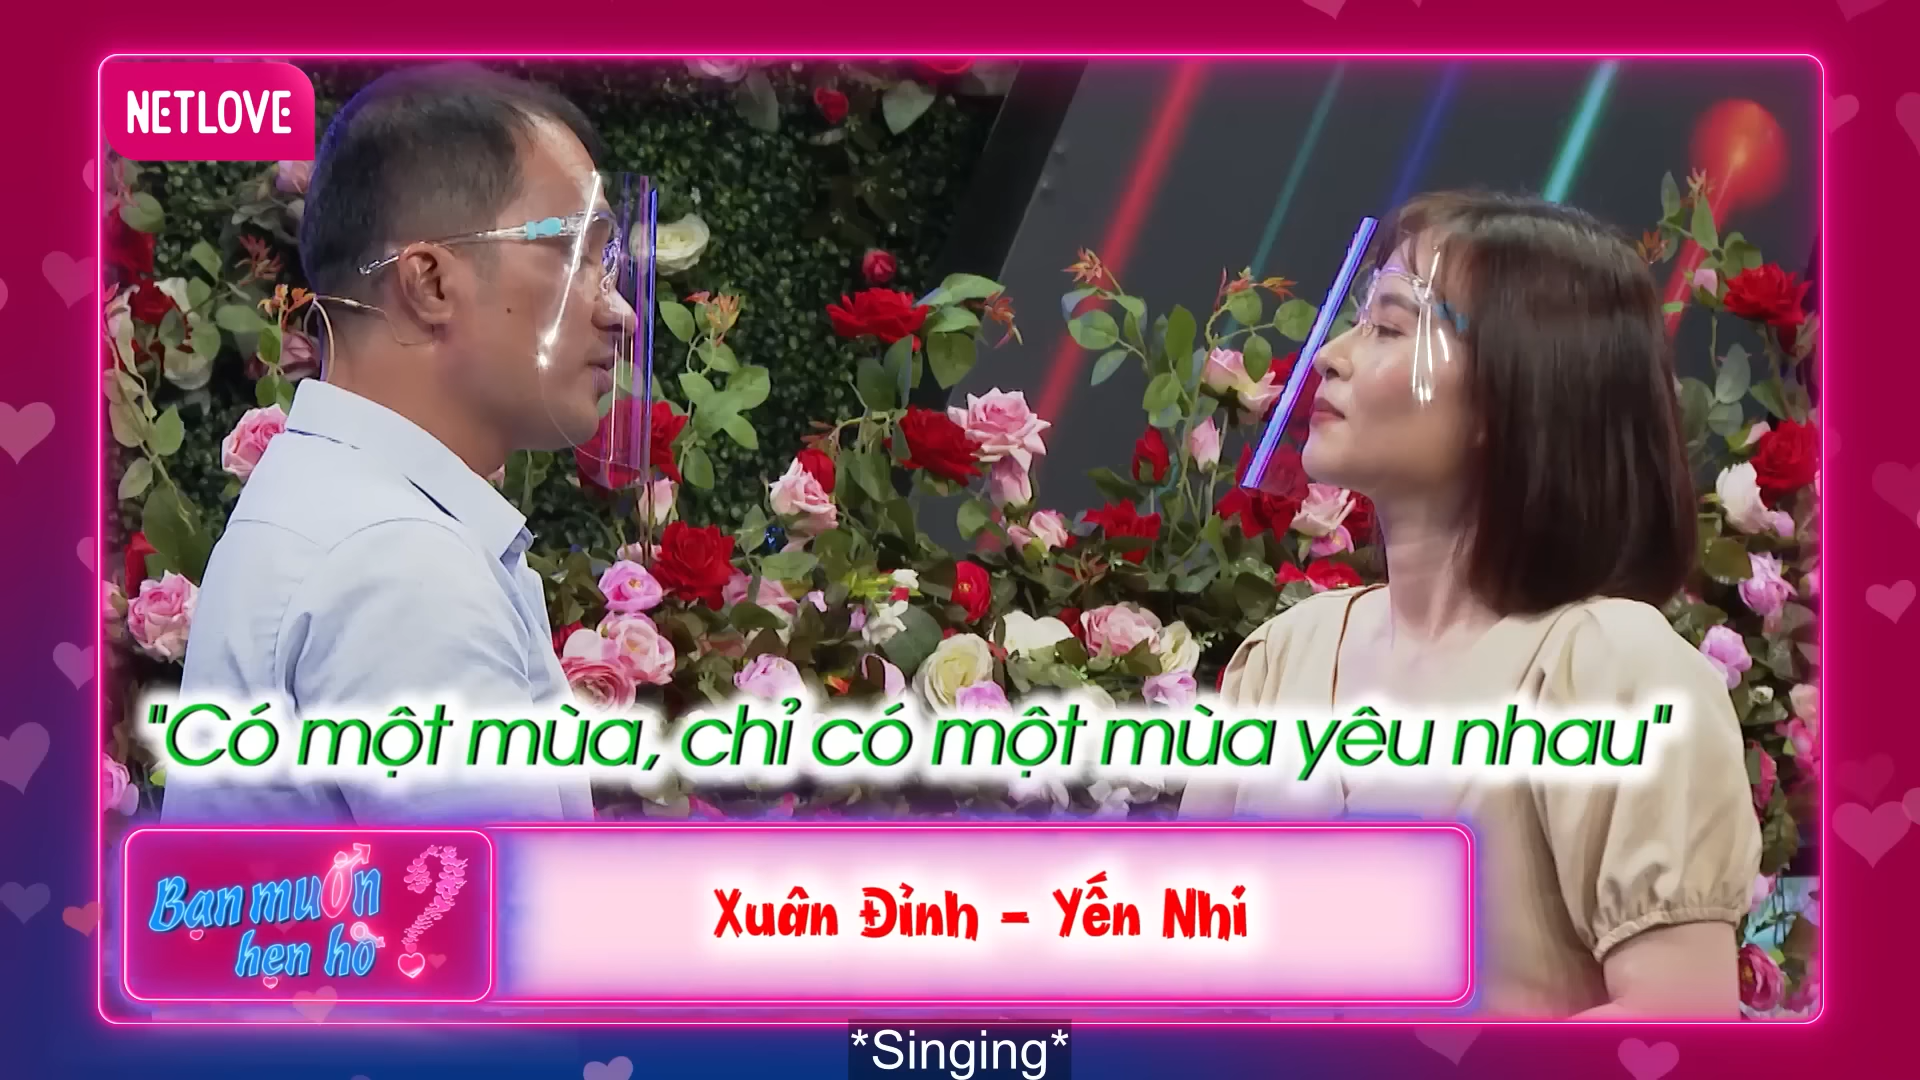 NETLOVE
"Có một mùa, chỉ có một mùa yêu nhau"
Bạn muốn
hẹn hò
?
Xuân Đỉnh - Yến Nhi
*Singing*